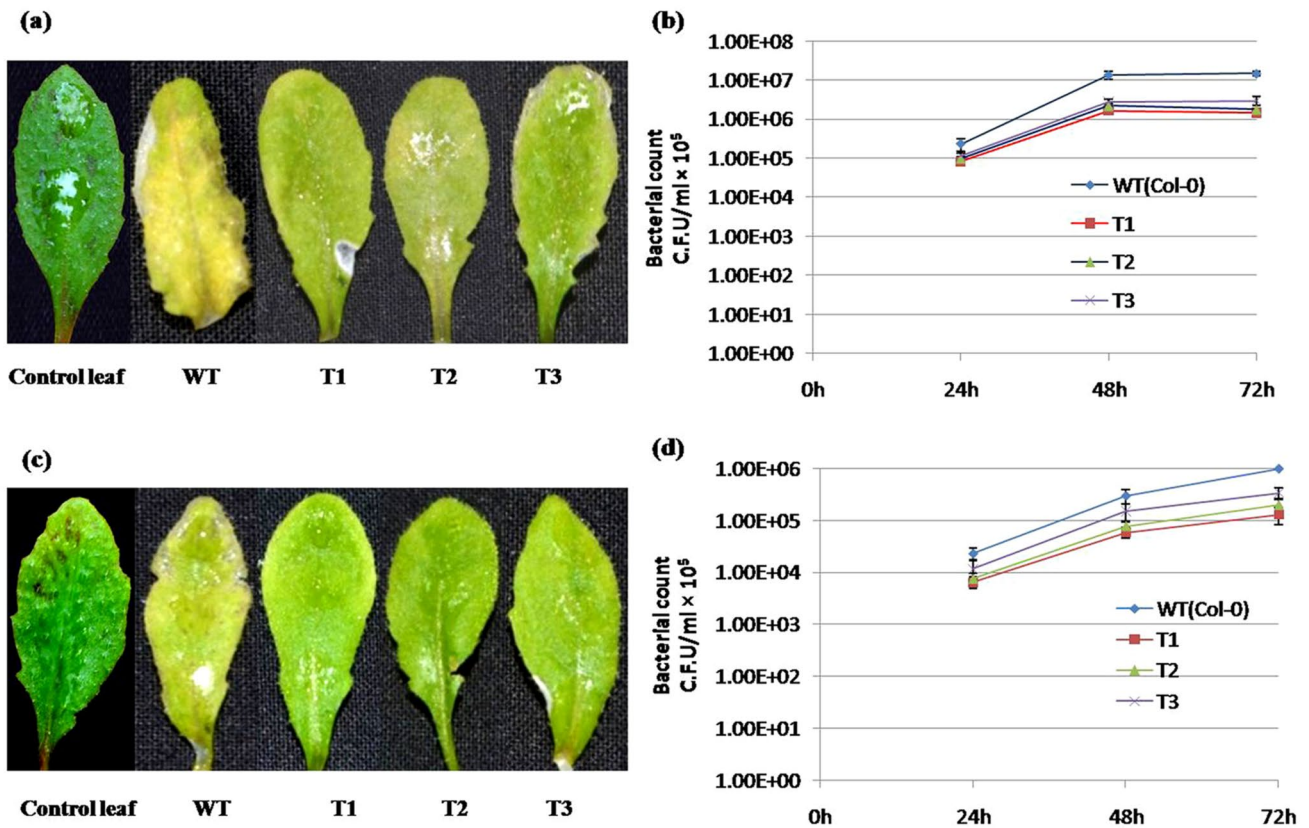 (a)
Control leaf WT T1 T2 T3
(b)
1.00E+08
1.00E+07
1.00E+06
1.00E+05
1.00E+04
1.00E+03
1.00E+02
1.00E+01
1.00E+00
Bacterial count
C.F.U/ml × 10⁵
WT(Col-0)
T1
T2
T3
0h 24h 48h 72h
(c)
Control leaf WT T1 T2 T3
(d)
1.00E+06
1.00E+05
1.00E+04
1.00E+03
1.00E+02
1.00E+01
1.00E+00
Bacterial count
C.F.U/ml × 10⁵
WT(Col-0)
T1
T2
T3
0h 24h 48h 72h